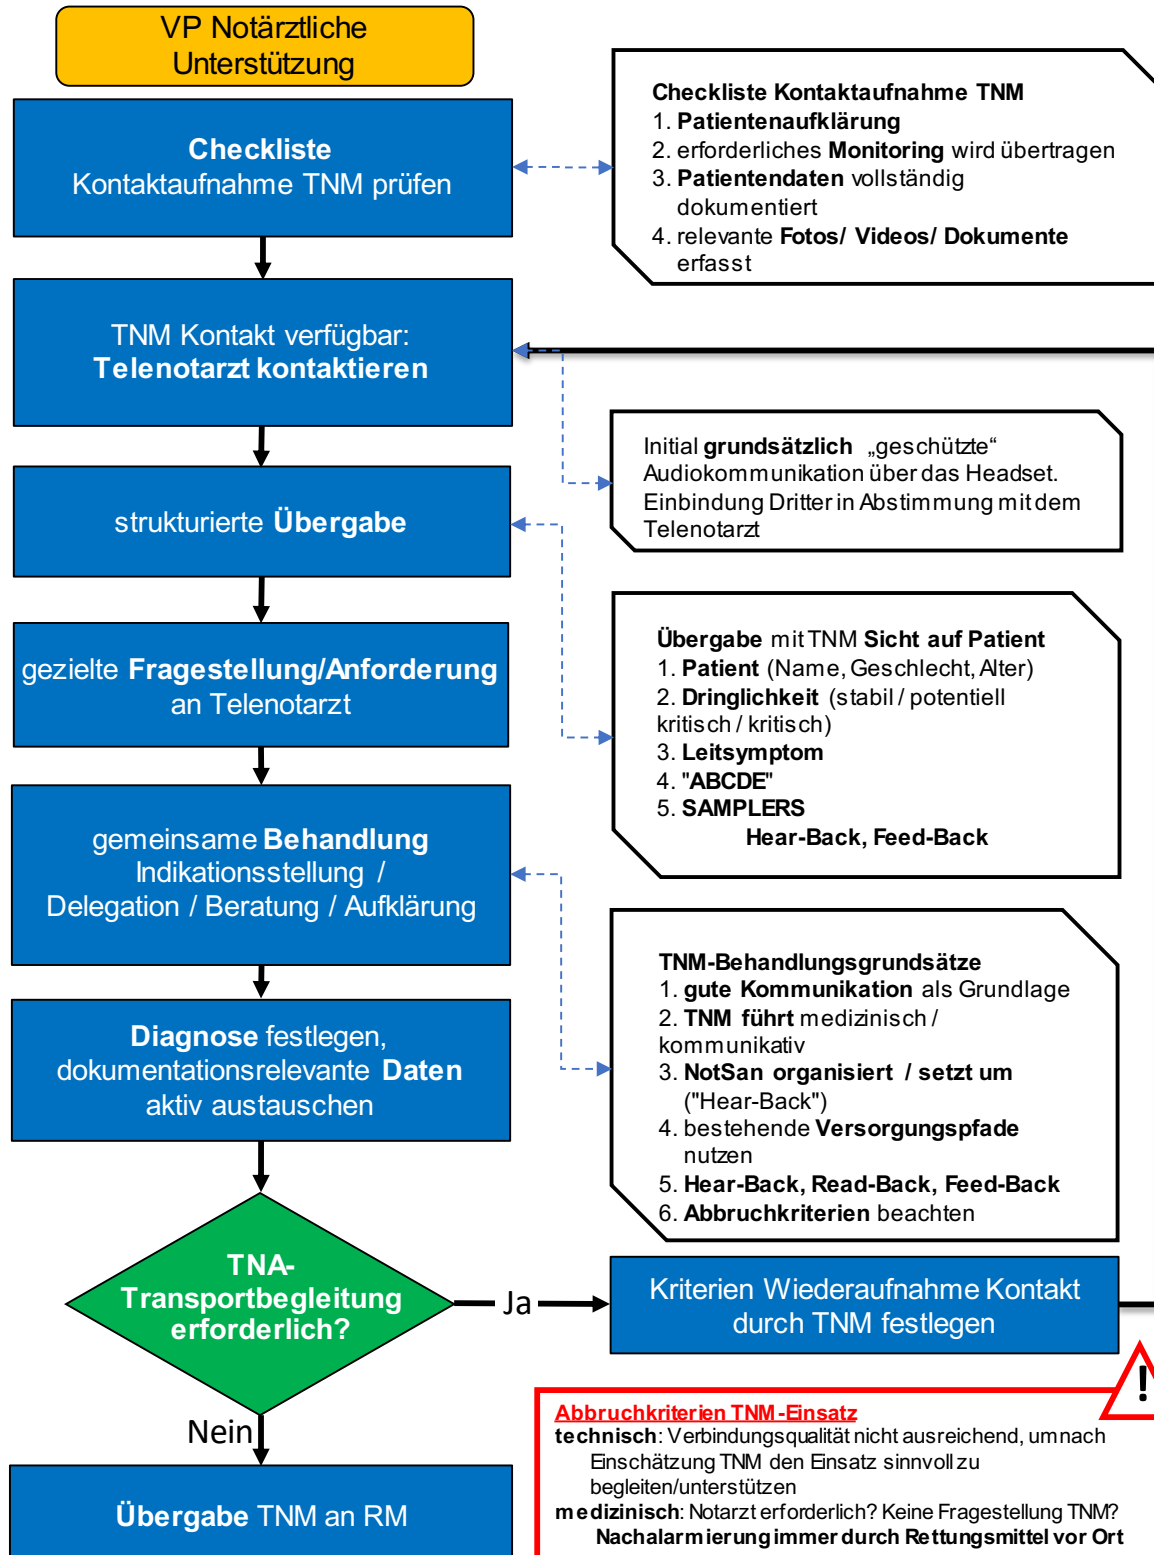 VP Notärztliche
Unterstützung
Checkliste
Kontaktaufnahme TNM prüfen
Checkliste Kontaktaufnahme TNM
1. Patientenaufklärung
2. erforderliches Monitoring wird übertragen
3. Patientendaten vollständig
dokumentiert
4. relevante Fotos/ Videos/ Dokumente
erfasst
TNM Kontakt verfügbar:
Telenotarzt kontaktieren
Initial grundsätzlich „geschützte“
Audiokommunikation über das Headset.
Einbindung Dritter in Abstimmung mit dem
Telenotarzt
strukturierte Übergabe
Übergabe mit TNM Sicht auf Patient
1. Patient (Name, Geschlecht, Alter)
2. Dringlichkeit (stabil / potentiell
kritisch / kritisch)
3. Leitsymptom
4. "ABCDE"
5. SAMPLERS
Hear-Back, Feed-Back
gezielte Fragestellung/Anforderung
an Telenotarzt
gemeinsame Behandlung
Indikationsstellung /
Delegation / Beratung / Aufklärung
TNM-Behandlungsgrundsätze
1. gute Kommunikation als Grundlage
2. TNM führt medizinisch /
kommunikativ
3. NotSan organisiert / setzt um
("Hear-Back")
4. bestehende Versorgungspfade
nutzen
5. Hear-Back, Read-Back, Feed-Back
6. Abbruchkriterien beachten
Diagnose festlegen,
dokumentationsrelevante Daten
aktiv austauschen
TNA-
Transportbegleitung
erforderlich?
Ja
Kriterien Wiederaufnahme Kontakt
durch TNM festlegen
Nein
Übergabe TNM an RM
!
Abbruchkriterien TNM-Einsatz
technisch: Verbindungsqualität nicht ausreichend, um nach
Einschätzung TNM den Einsatz sinnvoll zu
begleiten/unterstützen
medizinisch: Notarzt erforderlich? Keine Fragestellung TNM?
Nachalarmierung immer durch Rettungsmittel vor Ort